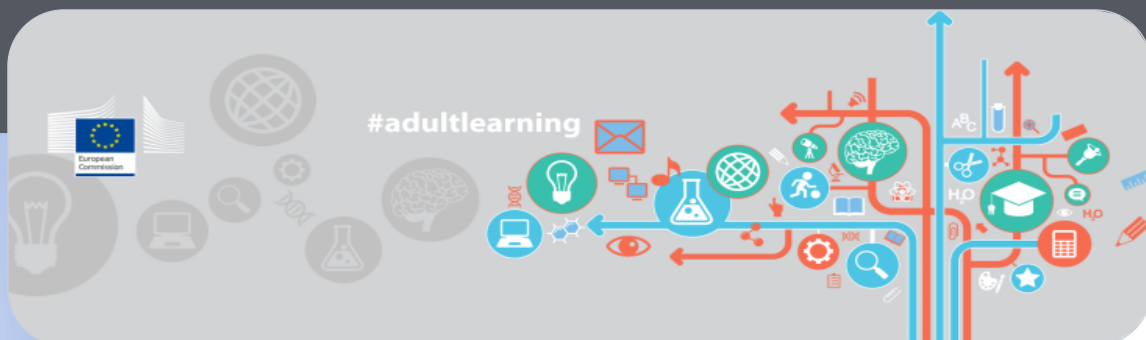 #adultlearning
European
Commission
ABC
H₂O
H₂O